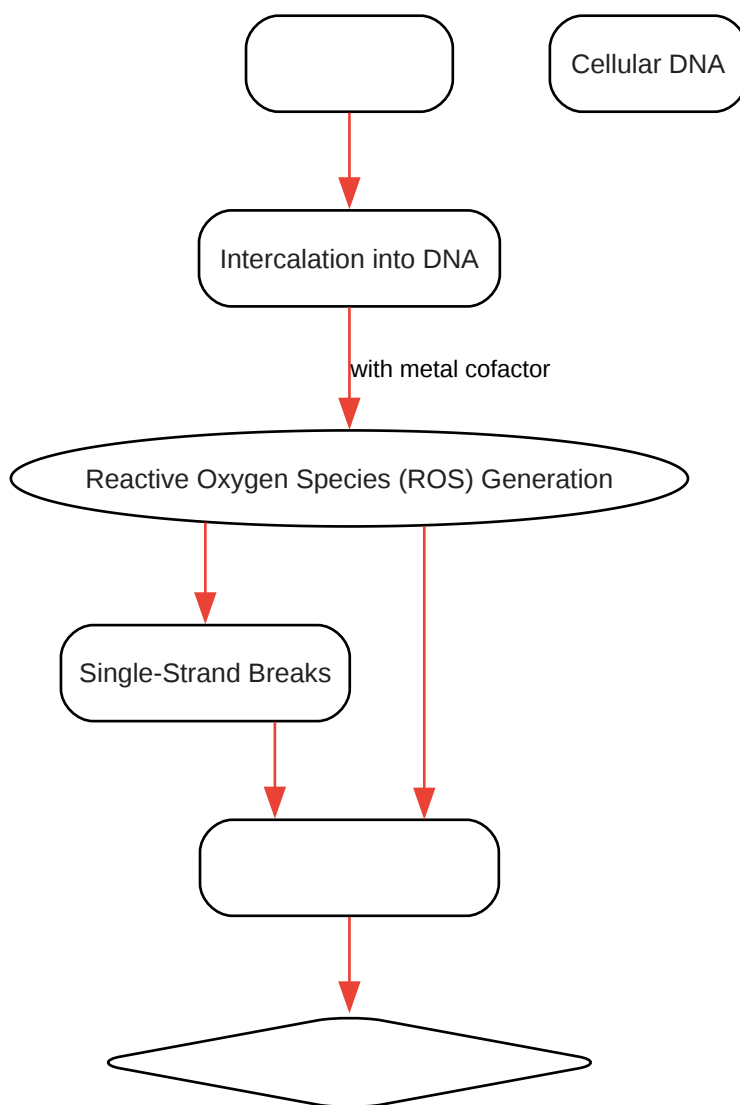 Cellular DNA
Intercalation into DNA
with metal cofactor
Reactive Oxygen Species (ROS) Generation
Single-Strand Breaks